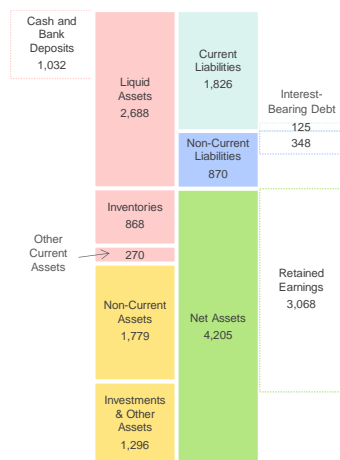 Cash and
Bank
Deposits
1,032
Liquid
Assets
2,688
Current
Liabilities
1,826
Interest-
Bearing Debt
125
348
Non-Current
Liabilities
870
Inventories
868
Other
Current
Assets
270
Non-Current
Assets
1,779
Net Assets
4,205
Retained
Earnings
3,068
Investments
& Other
Assets
1,296